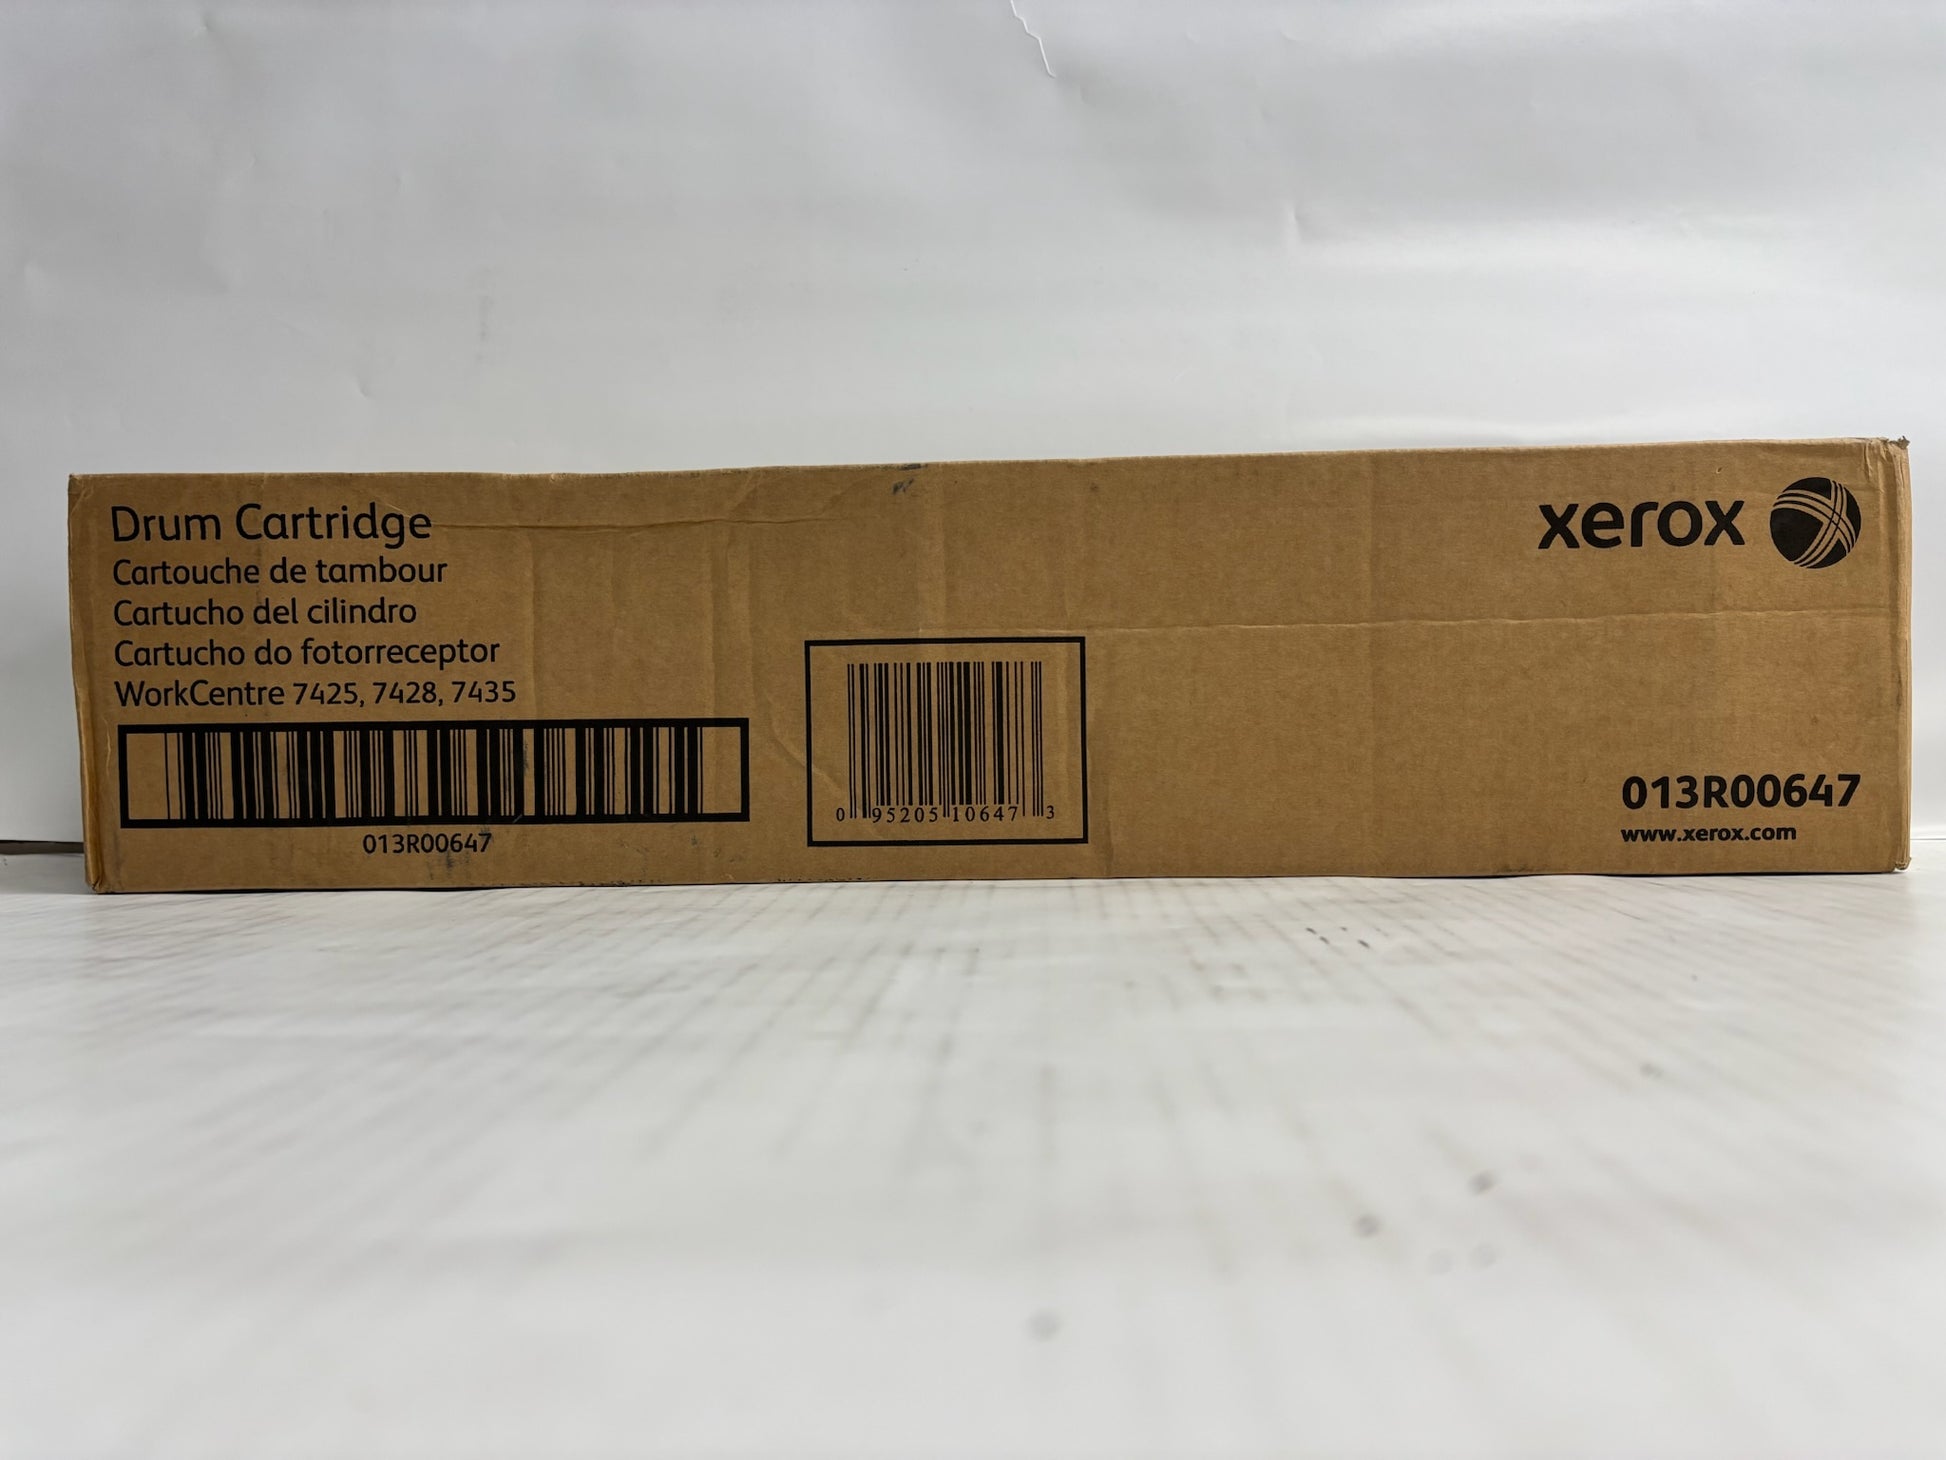 Drum Cartridge
Cartouche de tambour
Cartucho del cilindro
Cartucho do fotorreceptor
WorkCentre 7425, 7428, 7435
013R00647
0 95205 10647 3
xerox
013R00647
www.xerox.com